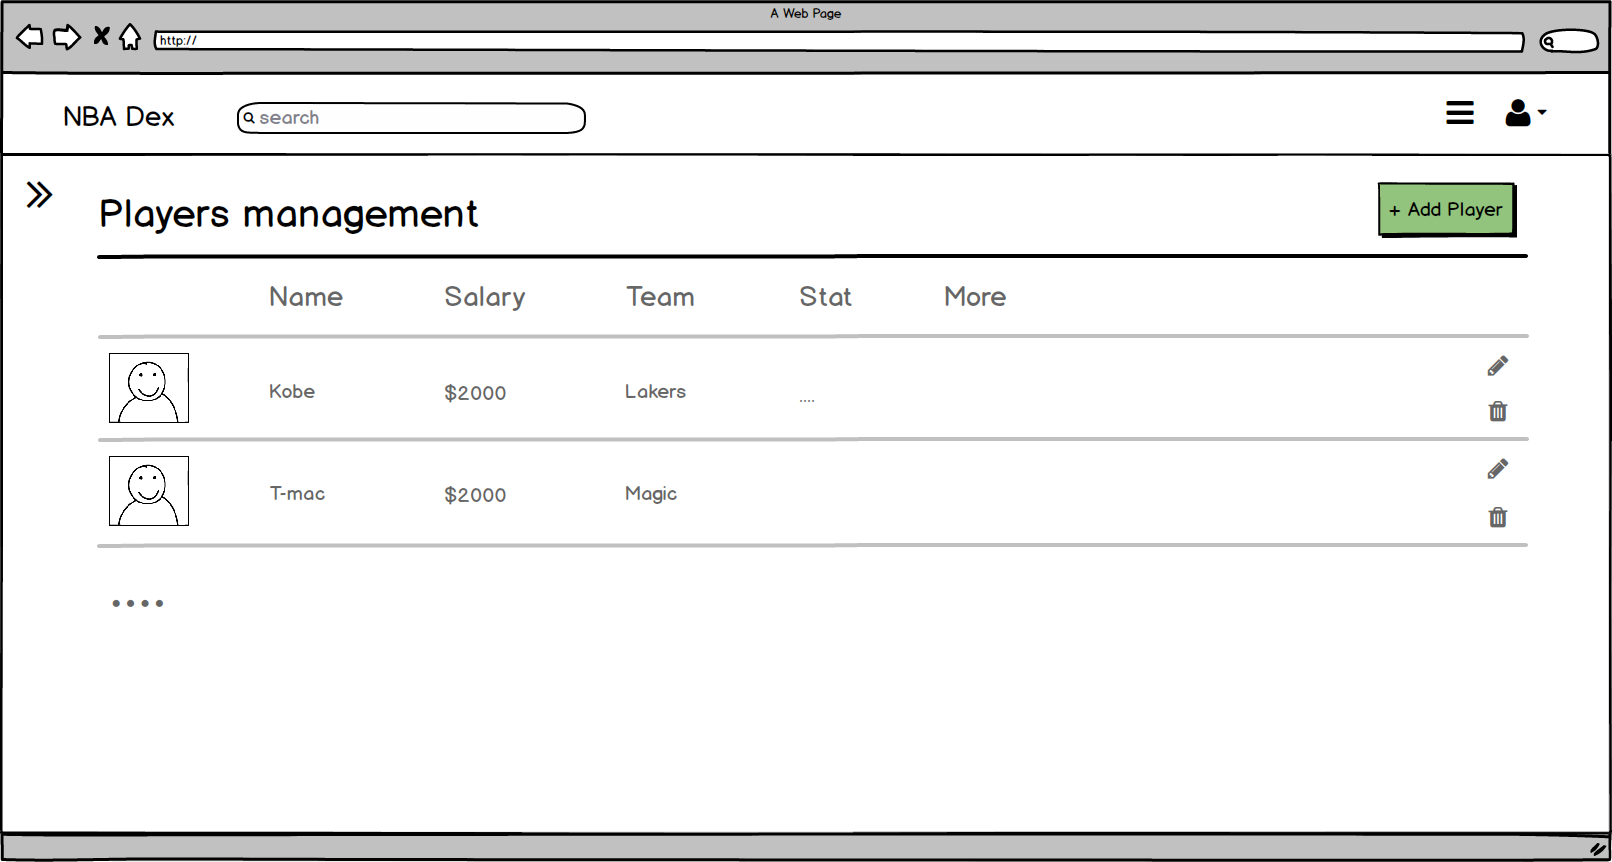 A Web Page
http://
NBA Dex
search
Players management
+ Add Player
Name Salary Team Stat More
Kobe $2000 Lakers ....
T-mac $2000 Magic
....